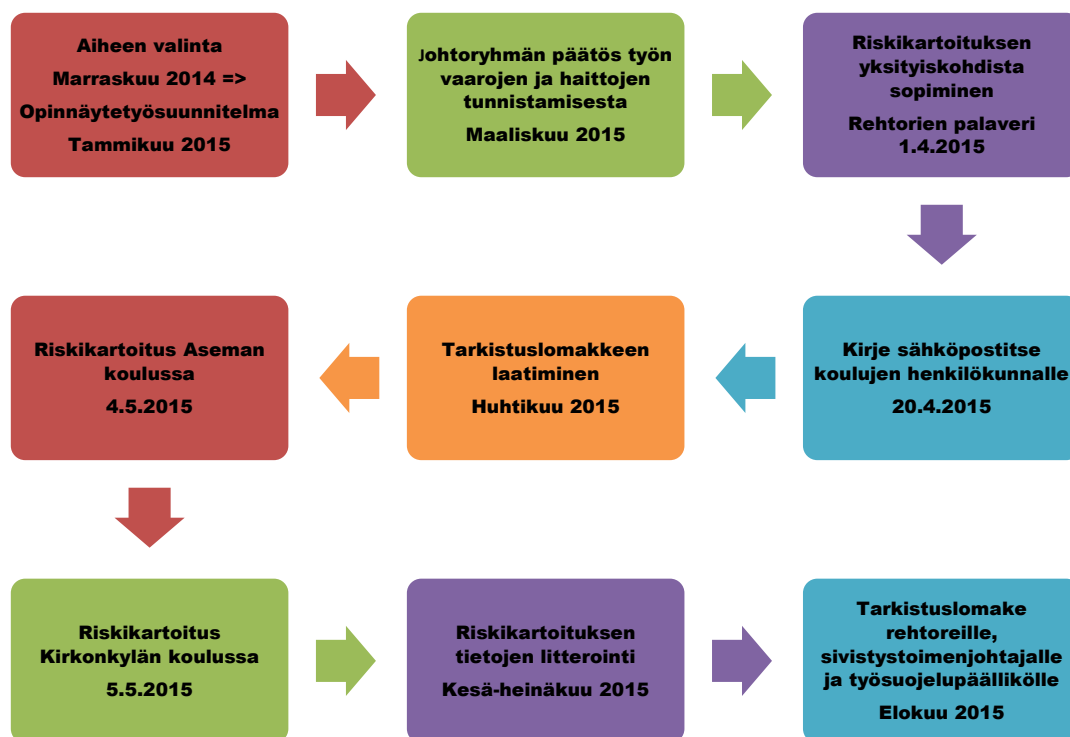 Aiheen valinta
Marraskuu 2014 =>
Opinnäytetyösuunnitelma
Tammikuu 2015
Johtoryhmän päätös työn
vaarojen ja haittojen
tunnistamisesta
Maaliskuu 2015
Riskikartoituksen
yksityiskohdista
sopiminen
Rehtorien palaveri
1.4.2015
Kirje sähköpostitse
koulujen henkilökunnalle
20.4.2015
Tarkistuslomakkeen
laatiminen
Huhtikuu 2015
Riskikartoitus Aseman
koulussa
4.5.2015
Riskikartoitus
Kirkonkylän koulussa
5.5.2015
Riskikartoituksen
tietojen litterointi
Kesä-heinäkuu 2015
Tarkistuslomake
rehtoreille,
sivistystoimenjohtajalle
ja työsuojelupäällikölle
Elokuu 2015